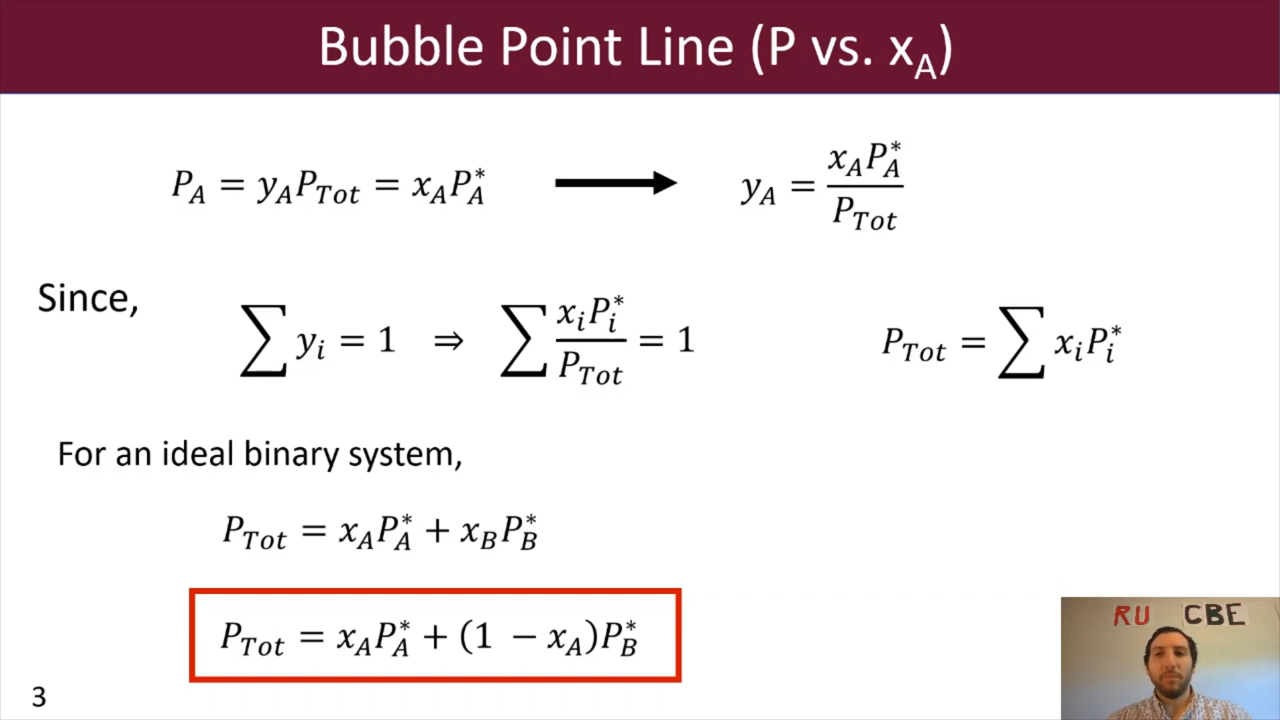 Bubble Point Line (P vs. x_A)
P_A = y_A P_Tot = x_A P_A^* ⟶ y_A = x_A P_A^* / P_Tot
Since,
∑ y_i = 1 ⇒ ∑ x_i P_i^* / P_Tot = 1 P_Tot = ∑ x_i P_i^*
For an ideal binary system,
P_Tot = x_A P_A^* + x_B P_B^*
P_Tot = x_A P_A^* + (1 − x_A) P_B^*
RU CBE
3